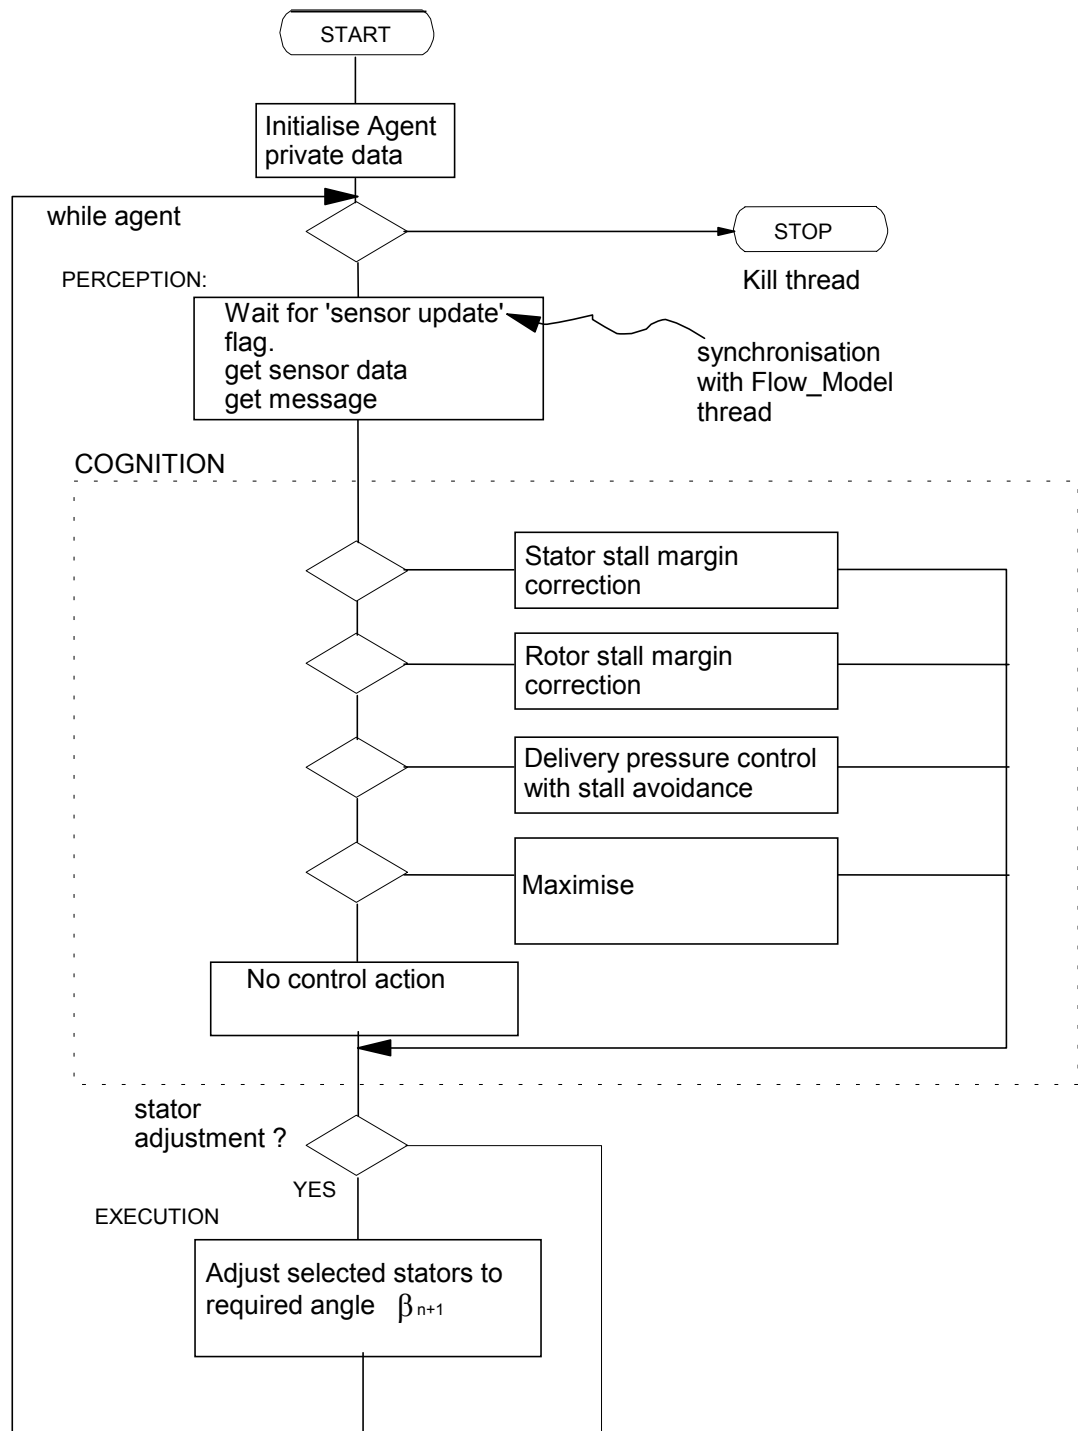 START
Initialise Agent
private data
while agent
STOP
Kill thread
PERCEPTION:
Wait for 'sensor update'
flag.
get sensor data
get message
synchronisation
with Flow_Model
thread
COGNITION
Stator stall margin
correction
Rotor stall margin
correction
Delivery pressure control
with stall avoidance
Maximise
No control action
stator
adjustment ?
YES
EXECUTION
Adjust selected stators to
required angle β n+1